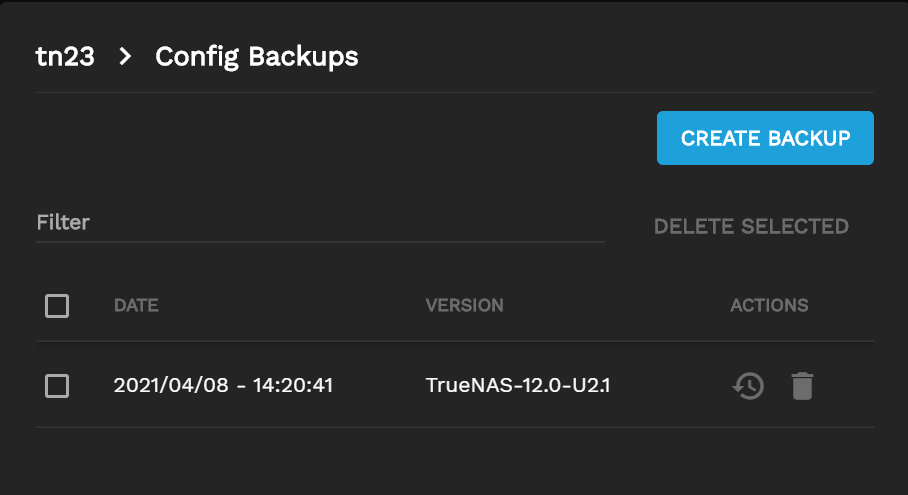 tn23 > Config Backups
CREATE BACKUP
Filter DELETE SELECTED
DATE VERSION ACTIONS
2021/04/08 - 14:20:41 TrueNAS-12.0-U2.1